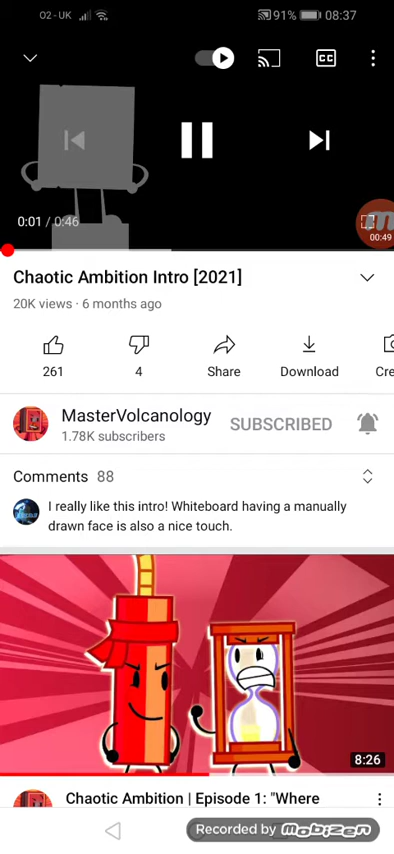 O2 - UK 91% 08:37
CC
0:01 / 0:46
m
00:49
Chaotic Ambition Intro [2021]
20K views · 6 months ago
261 4 Share Download Cre
MasterVolcanology
1.78K subscribers
SUBSCRIBED
Comments 88
I really like this intro! Whiteboard having a manually
drawn face is also a nice touch.
8:26
Chaotic Ambition | Episode 1: "Where
Recorded by mobizen